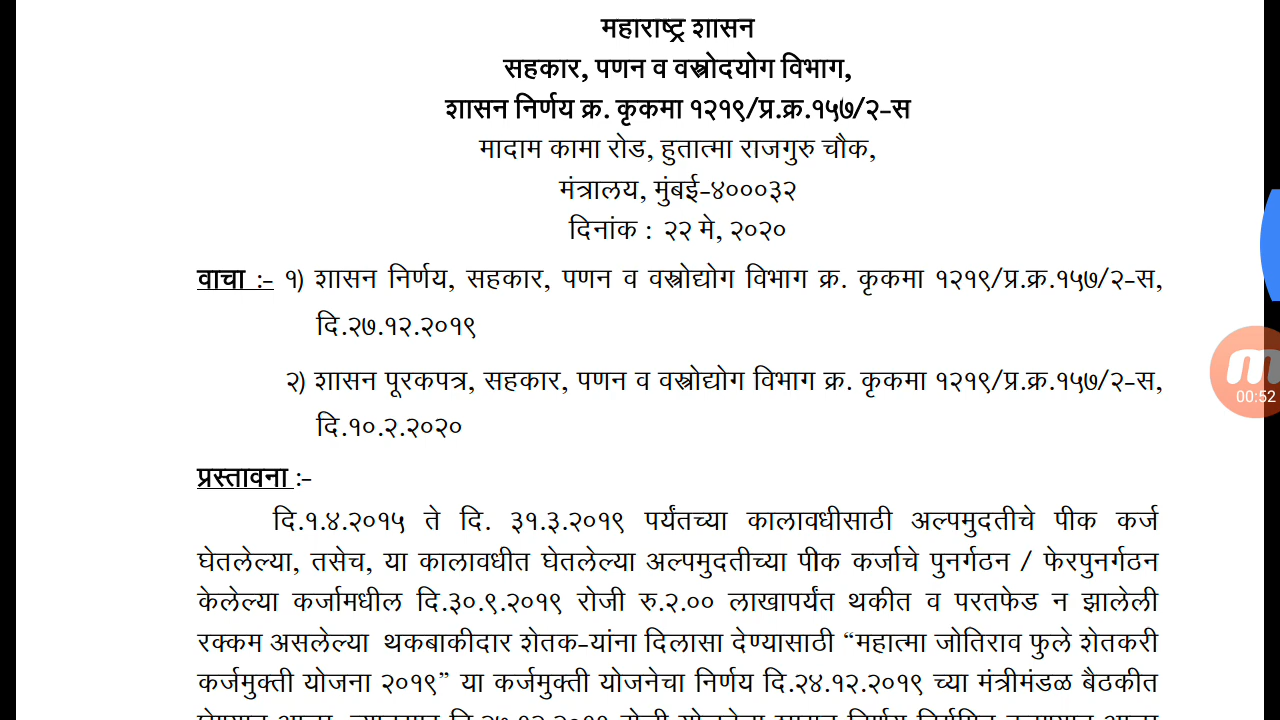 महाराष्ट्र शासन
सहकार, पणन व वस्त्रोदयोग विभाग,
शासन निर्णय क्र. कृकमा १२१९/प्र.क्र.१५७/२-स
मादाम कामा रोड, हुतात्मा राजगुरु चौक,
मंत्रालय, मुंबई-४०००३२
दिनांक : २२ मे, २०२०
वाचा :- १) शासन निर्णय, सहकार, पणन व वस्त्रोद्योग विभाग क्र. कृकमा १२१९/प्र.क्र.१५७/२-स,
दि.२७.१२.२०१९
२) शासन पूरकपत्र, सहकार, पणन व वस्त्रोद्योग विभाग क्र. कृकमा १२१९/प्र.क्र.१५७/२-स,
दि.१०.२.२०२०
प्रस्तावना :-
दि.१.४.२०१५ ते दि. ३१.३.२०१९ पर्यंतच्या कालावधीसाठी अल्पमुदतीचे पीक कर्ज
घेतलेल्या, तसेच, या कालावधीत घेतलेल्या अल्पमुदतीच्या पीक कर्जाचे पुनर्गठन / फेरपुनर्गठन
केलेल्या कर्जामधील दि.३०.९.२०१९ रोजी रु.२.०० लाखापर्यंत थकीत व परतफेड न झालेली
रक्कम असलेल्या थकबाकीदार शेतक-यांना दिलासा देण्यासाठी “महात्मा जोतिराव फुले शेतकरी
कर्जमुक्ती योजना २०१९” या कर्जमुक्ती योजनेचा निर्णय दि.२४.१२.२०१९ च्या मंत्रीमंडळ बैठकीत
00:52